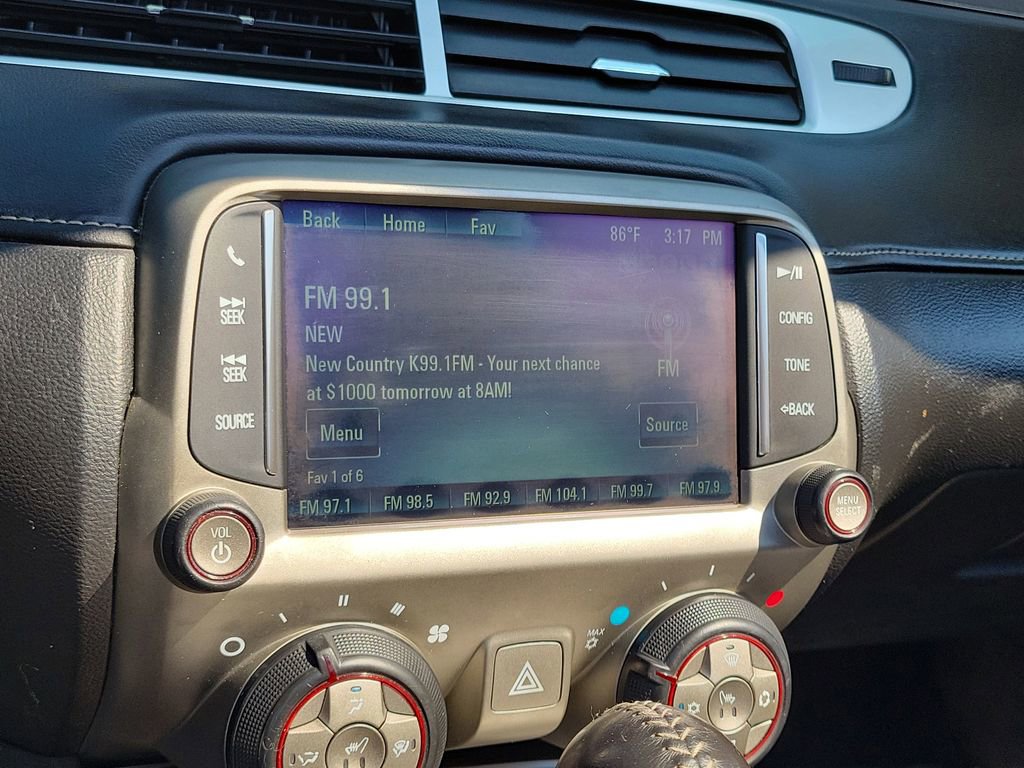 Back Home Fav 86°F 3:17 PM
FM 99.1
NEW
New Country K99.1FM - Your next chance
at $1000 tomorrow at 8AM!
FM
Menu
Source
Fav 1 of 6
FM 97.1 FM 98.5 FM 92.9 FM 104.1 FM 99.7 FM 97.9
SEEK
SEEK
SOURCE
CONFIG
TONE
BACK
VOL
MENU
SELECT
MAX